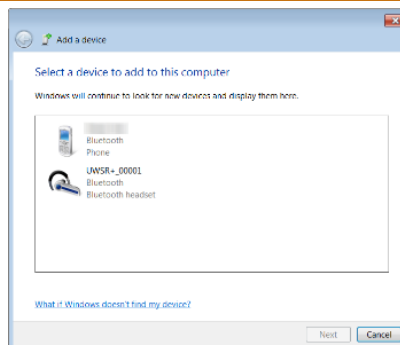 Add a device
Select a device to add to this computer
Windows will continue to look for new devices and display them here.
Bluetooth
Phone
UWSR+_00001
Bluetooth
Bluetooth headset
What if Windows doesn't find my device?
Next
Cancel